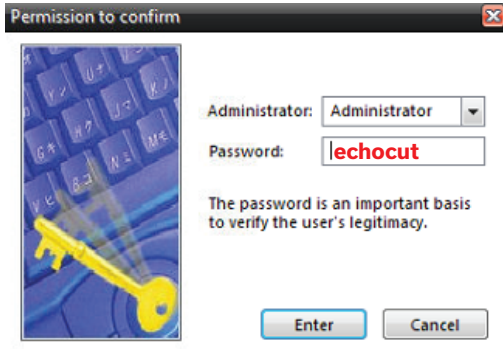 Permission to confirm
Administrator: Administrator
Password: echocut
The password is an important basis
to verify the user's legitimacy.
Enter Cancel